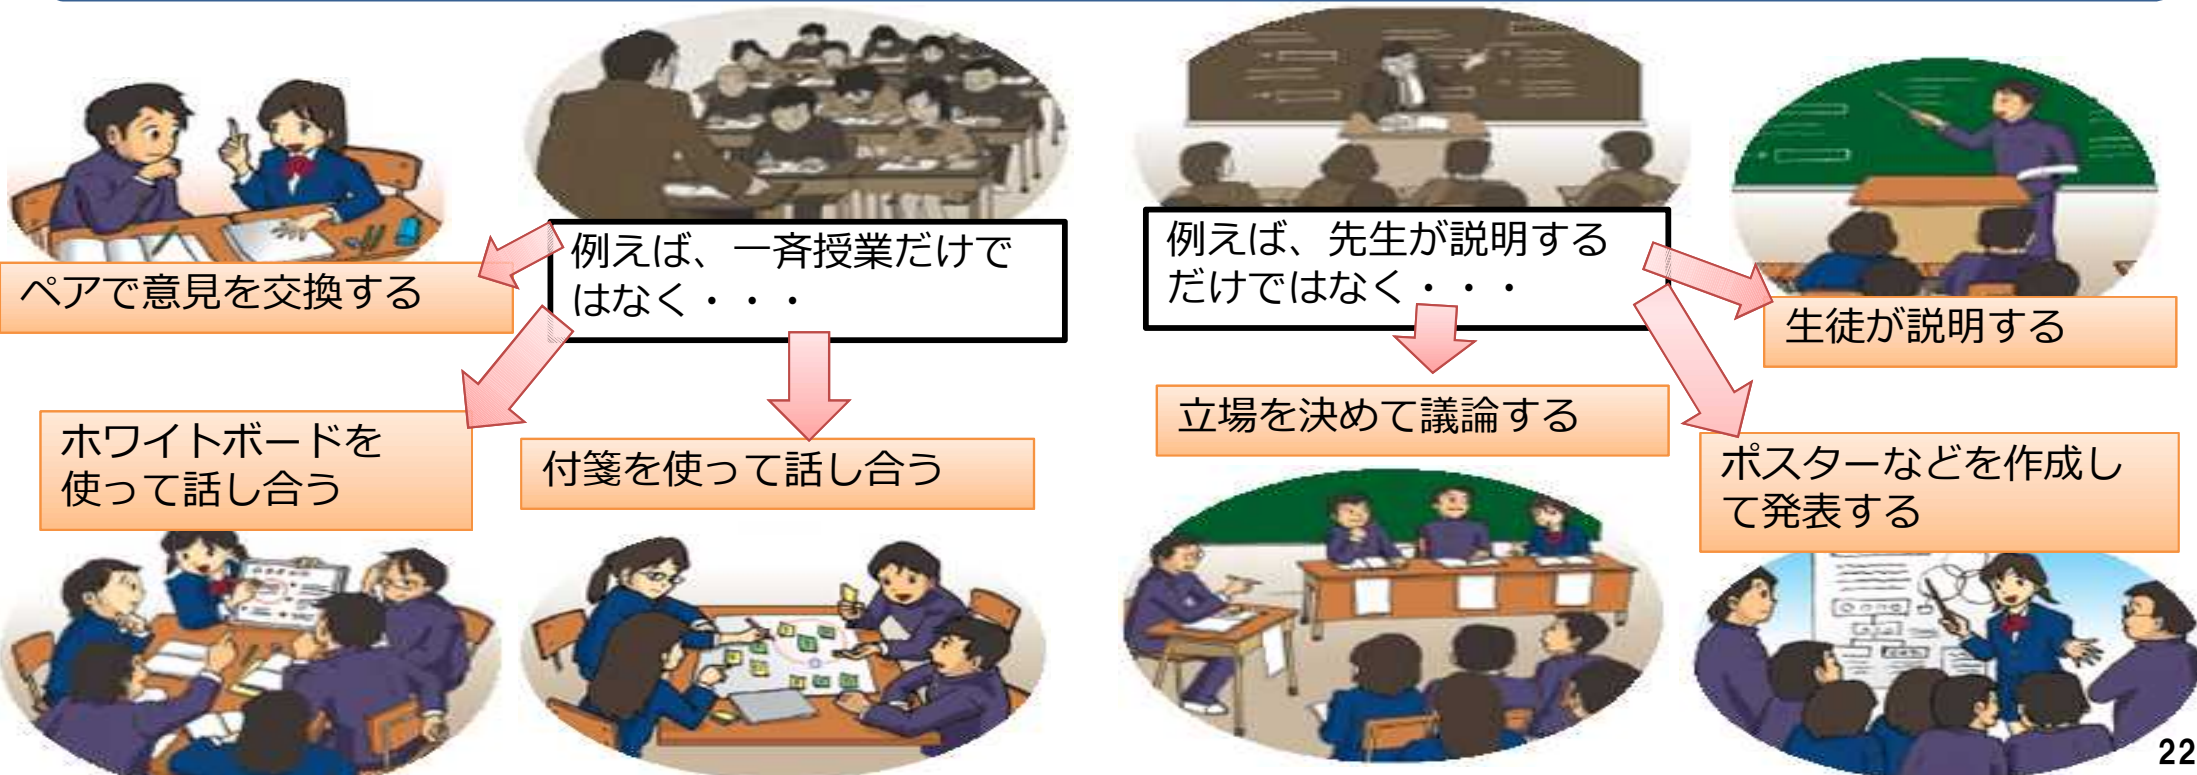 例えば、一斉授業だけで
はなく・・・
ペアで意見を交換する
ホワイトボードを
使って話し合う
付箋を使って話し合う
例えば、先生が説明する
だけではなく・・・
生徒が説明する
立場を決めて議論する
ポスターなどを作成し
て発表する
22